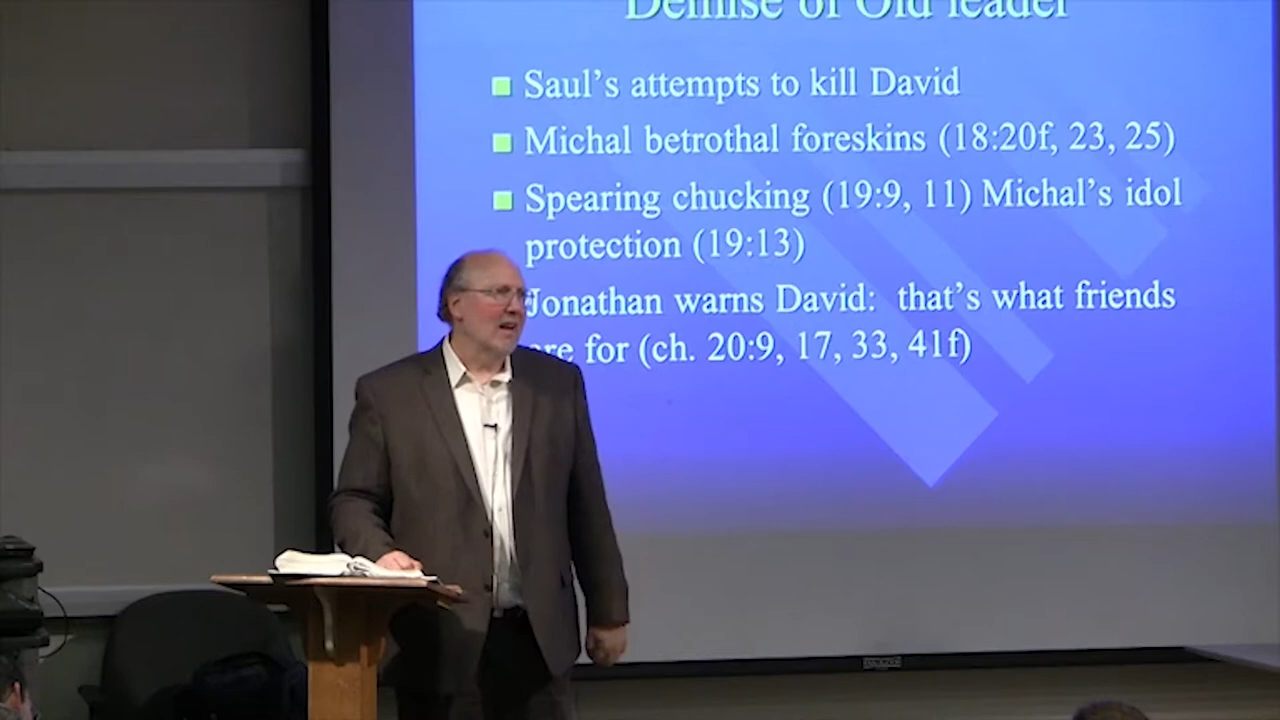 Demise of Old leader
Saul's attempts to kill David
Michal betrothal foreskins (18:20f, 23, 25)
Spearing chucking (19:9, 11) Michal's idol
protection (19:13)
Jonathan warns David: that's what friends
are for (ch. 20:9, 17, 33, 41f)